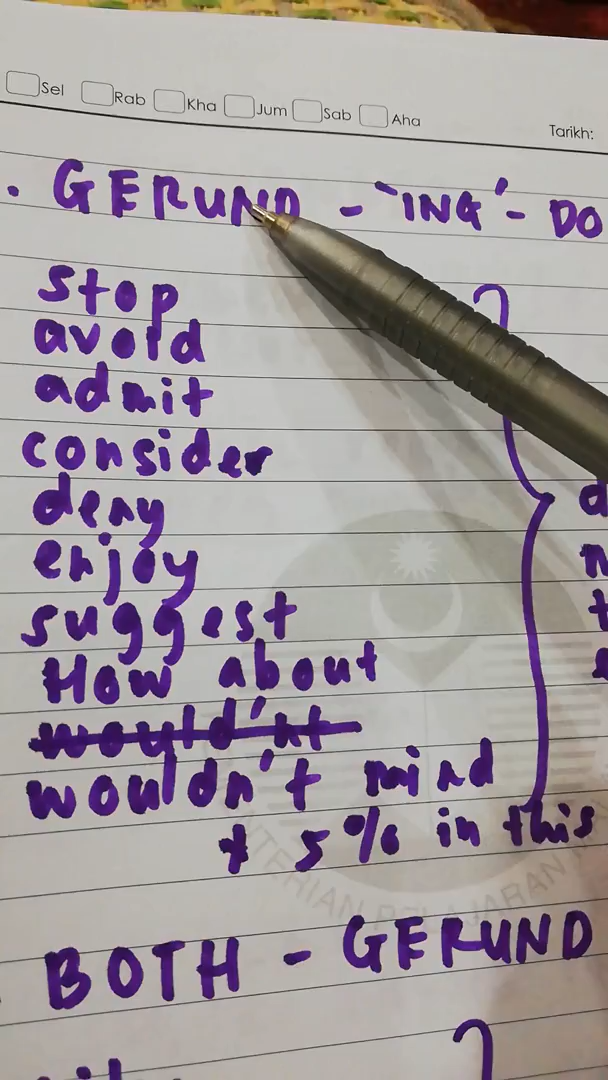 Sel Rab Kha Jum Sab Aha
Tarikh:
. GERUND - 'ING' - DO
stop
avoid
admit
consider
deny
enjoy
suggest
How about
would'nt
wouldn't mind
+ 5% in this
BOTH - GERUND